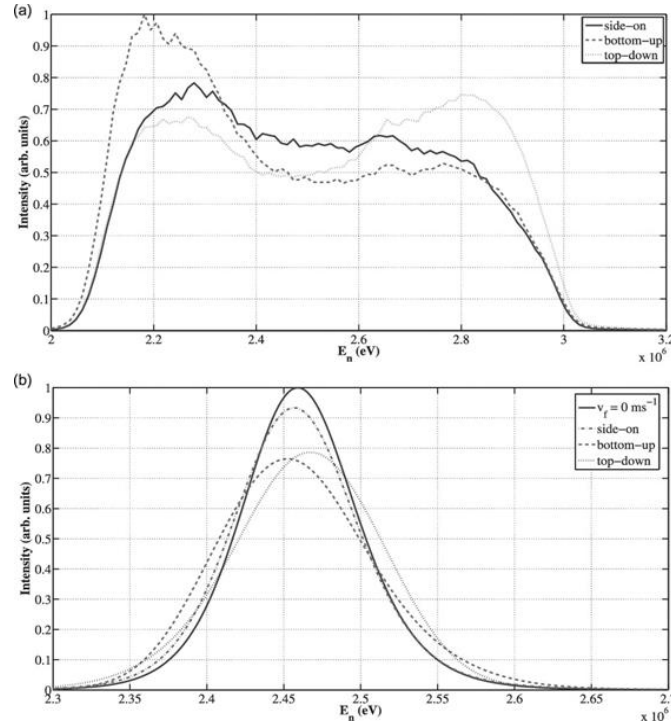 (a)
1
0.9
0.8
0.7
0.6
0.5
0.4
0.3
0.2
0.1
0
Intensity (arb. units)
side−on
bottom−up
top−down
2 2.2 2.4 2.6 2.8 3 3.2
E_n (eV)
x 10^6
(b)
1
0.9
0.8
0.7
0.6
0.5
0.4
0.3
0.2
0.1
0
Intensity (arb. units)
v_f = 0 ms^−1
side−on
bottom−up
top−down
2.3 2.35 2.4 2.45 2.5 2.55 2.6 2.65
E_n (eV)
x 10^6